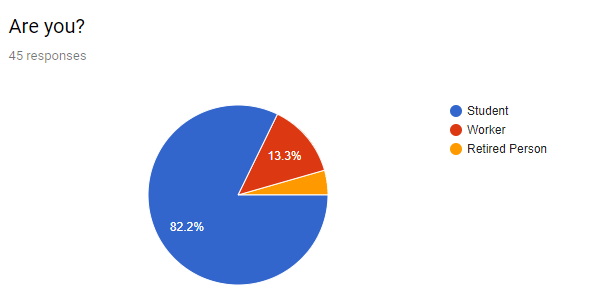 Are you?
45 responses
Student
Worker
Retired Person
13.3%
82.2%